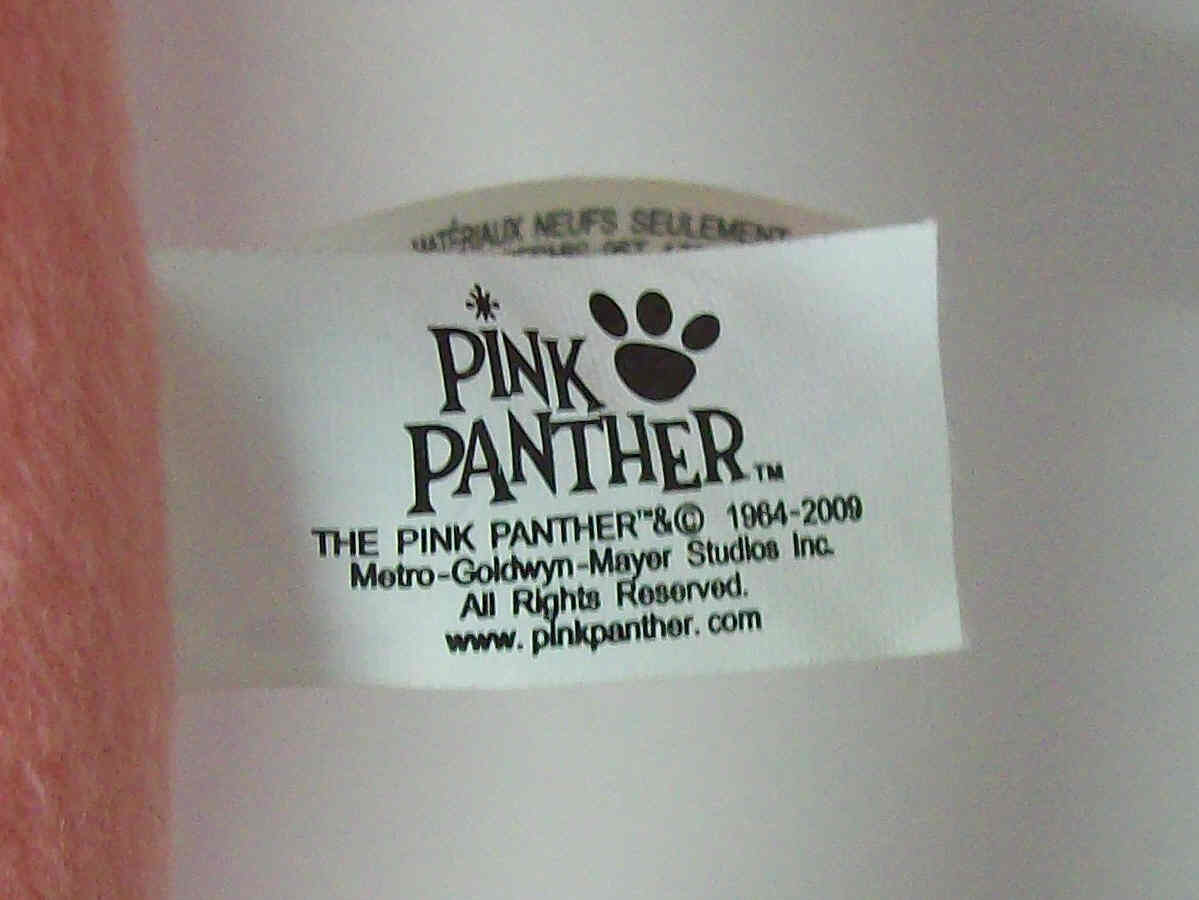 MATÉRIAUX NEUFS SEULEMENT
PINK
PANTHER™
THE PINK PANTHER™&© 1964-2009
Metro-Goldwyn-Mayer Studios Inc.
All Rights Reserved.
www.pinkpanther.com